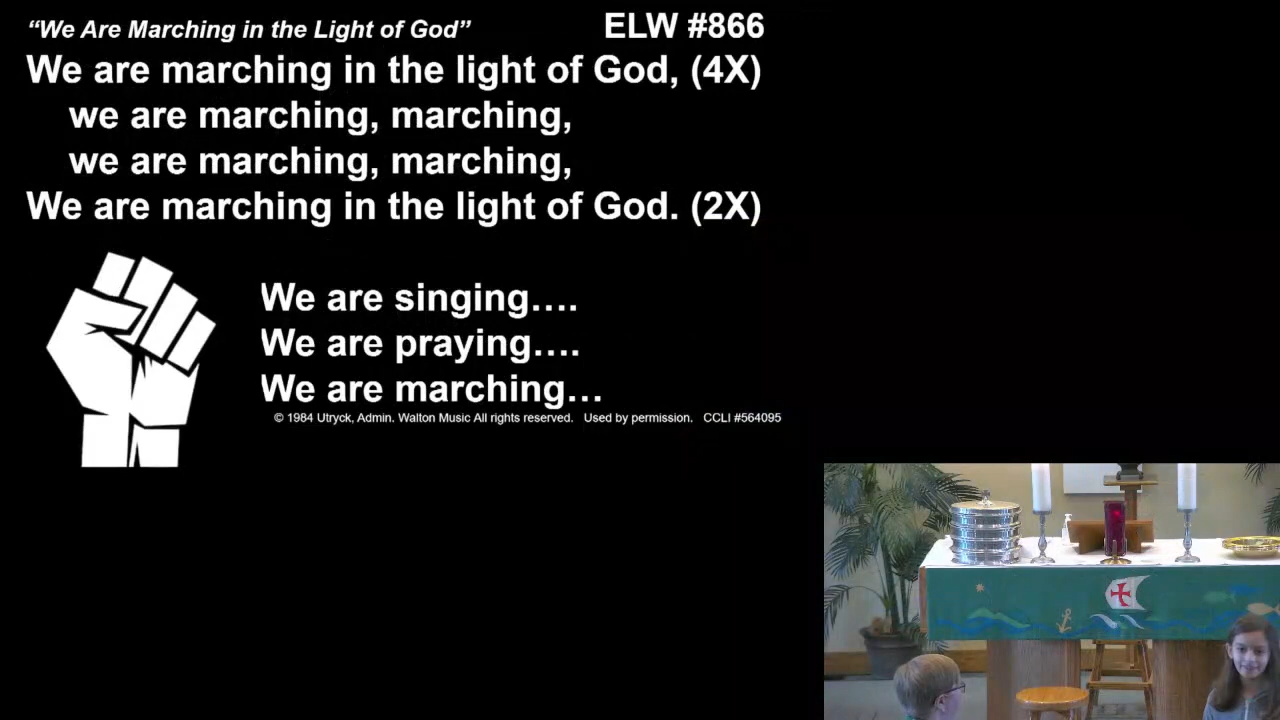 “We Are Marching in the Light of God” ELW #866
We are marching in the light of God, (4X)
we are marching, marching,
we are marching, marching,
We are marching in the light of God. (2X)
We are singing….
We are praying….
We are marching…
© 1984 Utryck, Admin. Walton Music All rights reserved. Used by permission. CCLI #564095